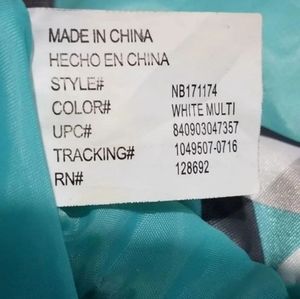 MADE IN CHINA
HECHO EN CHINA
STYLE# NB171174
COLOR# WHITE MULTI
UPC# 840903047357
TRACKING# 1049507-0716
RN# 128692